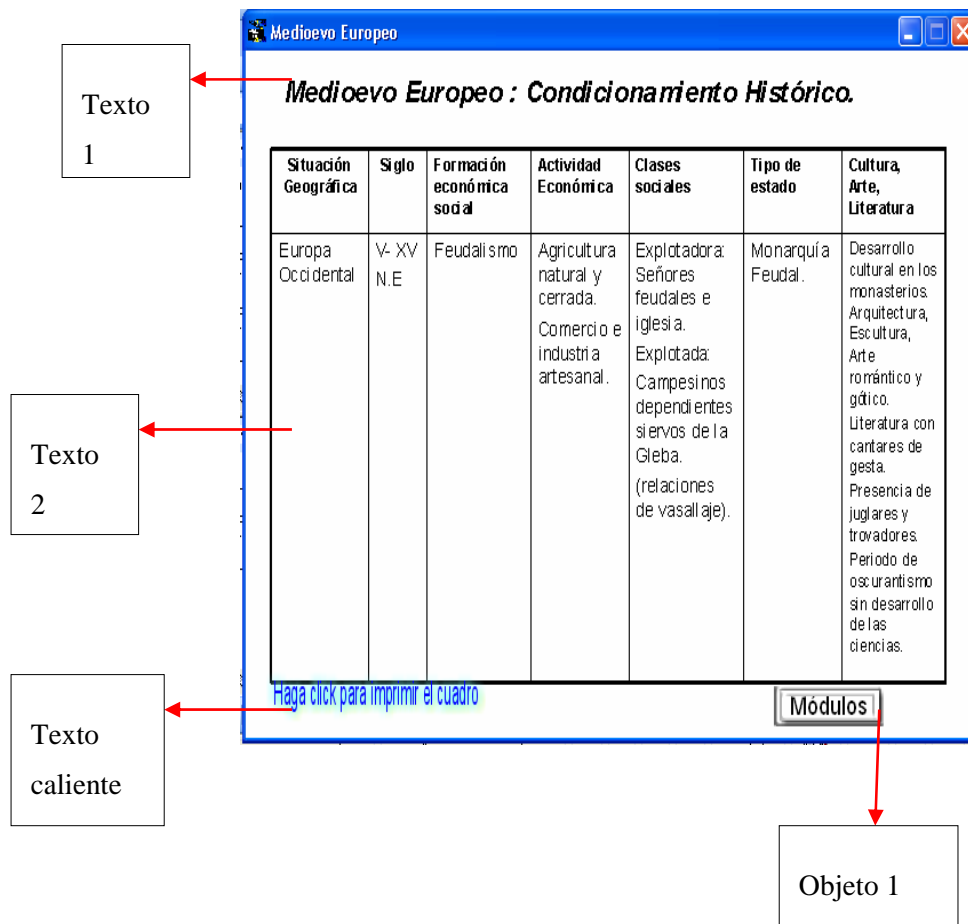 Medioevo Europeo
Texto
1
Medioevo Europeo : Condicionamiento Histórico.
Situación
Geográfica
Siglo
Formación
económica
social
Actividad
Económica
Clases
sociales
Tipo de
estado
Cultura,
Arte,
Literatura
Europa
Occidental
V- XV
N.E
Feudalismo
Agricultura
natural y
cerrada.
Comercio e
industria
artesanal.
Explotadora:
Señores
feudales e
iglesia.
Explotada:
Campesinos
dependientes
siervos de la
Gleba.
(relaciones
de vasallaje).
Monarquía
Feudal.
Desarrollo
cultural en los
monasterios.
Arquitectura,
Escultura,
Arte
romántico y
gótico.
Literatura con
cantares de
gesta.
Presencia de
juglares y
trovadores.
Periodo de
oscurantismo
sin desarrollo
de las
ciencias.
Texto
2
Haga click para imprimir el cuadro
Módulos
Texto
caliente
Objeto 1